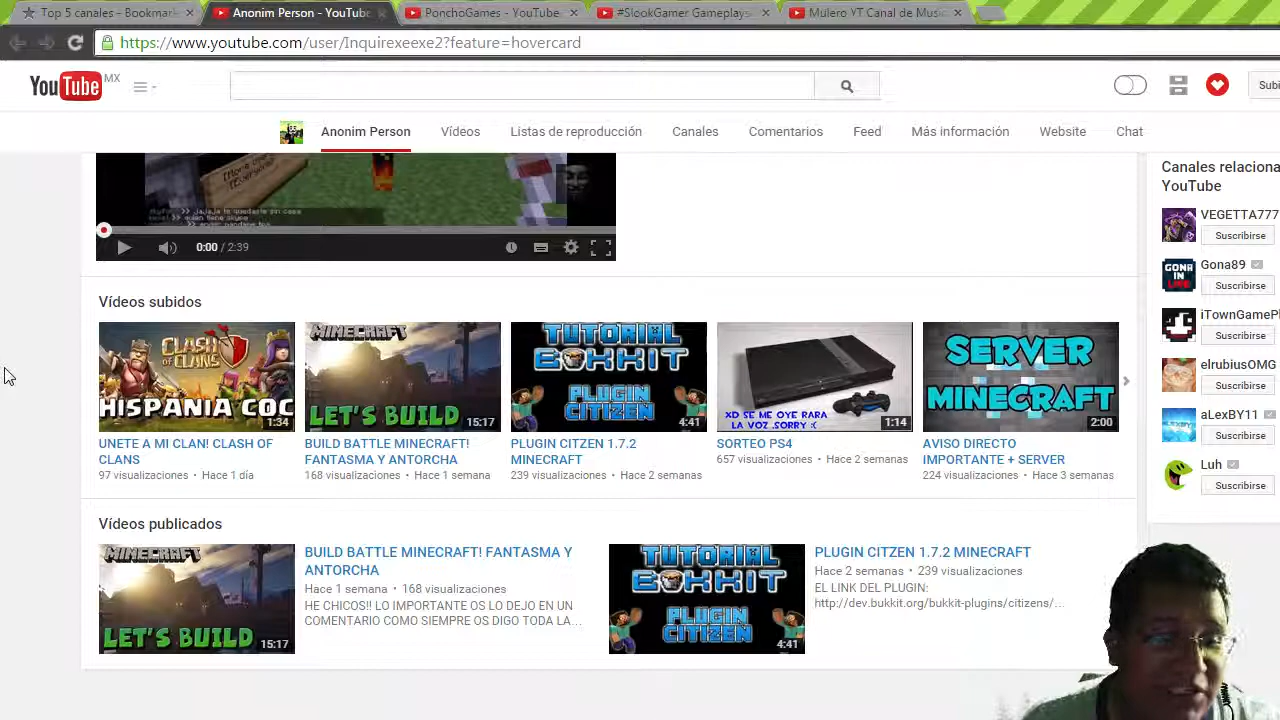 Top 5 canales - Bookmark
Anonim Person - YouTube
PonchoGames - YouTube
#SlookGamer Gameplays
Mulero YT Canal de Mus
https://www.youtube.com/user/Inquirexeexe2?feature=hovercard
YouTube MX
Subi
Anonim Person
Vídeos
Listas de reproducción
Canales
Comentarios
Feed
Más información
Website
Chat
0:00 / 2:39
Vídeos subidos
CLASH OF CLANS
HISPANIA COC
1:34
MINECRAFT
LET'S BUILD
15:17
TUTORIAL
BUKKIT
PLUGIN
CITIZEN
4:41
XD SE ME OYE RARA
LA VOZ .SORRY :(
1:14
SERVER
MINECRAFT
2:00
UNETE A MI CLAN! CLASH OF
CLANS
97 visualizaciones • Hace 1 día
BUILD BATTLE MINECRAFT!
FANTASMA Y ANTORCHA
168 visualizaciones • Hace 1 semana
PLUGIN CITZEN 1.7.2
MINECRAFT
239 visualizaciones • Hace 2 semanas
SORTEO PS4
657 visualizaciones • Hace 2 semanas
AVISO DIRECTO
IMPORTANTE + SERVER
224 visualizaciones • Hace 3 semanas
Vídeos publicados
MINECRAFT
LET'S BUILD
15:17
BUILD BATTLE MINECRAFT! FANTASMA Y
ANTORCHA
Hace 1 semana • 168 visualizaciones
HE CHICOS!! LO IMPORTANTE OS LO DEJO EN UN
COMENTARIO COMO SIEMPRE OS DIGO TODA LA...
TUTORIAL
BUKKIT
PLUGIN
CITIZEN
4:41
PLUGIN CITZEN 1.7.2 MINECRAFT
Hace 2 semanas • 239 visualizaciones
EL LINK DEL PLUGIN:
http://dev.bukkit.org/bukkit-plugins/citizens/...
Canales relaciona
YouTube
VEGETTA777
Suscribirse
GONA
IN
LIVE
Gona89
Suscribirse
iTownGamePl
Suscribirse
elrubiusOMG
Suscribirse
aLexBY11
Suscribirse
Luh
Suscribirse